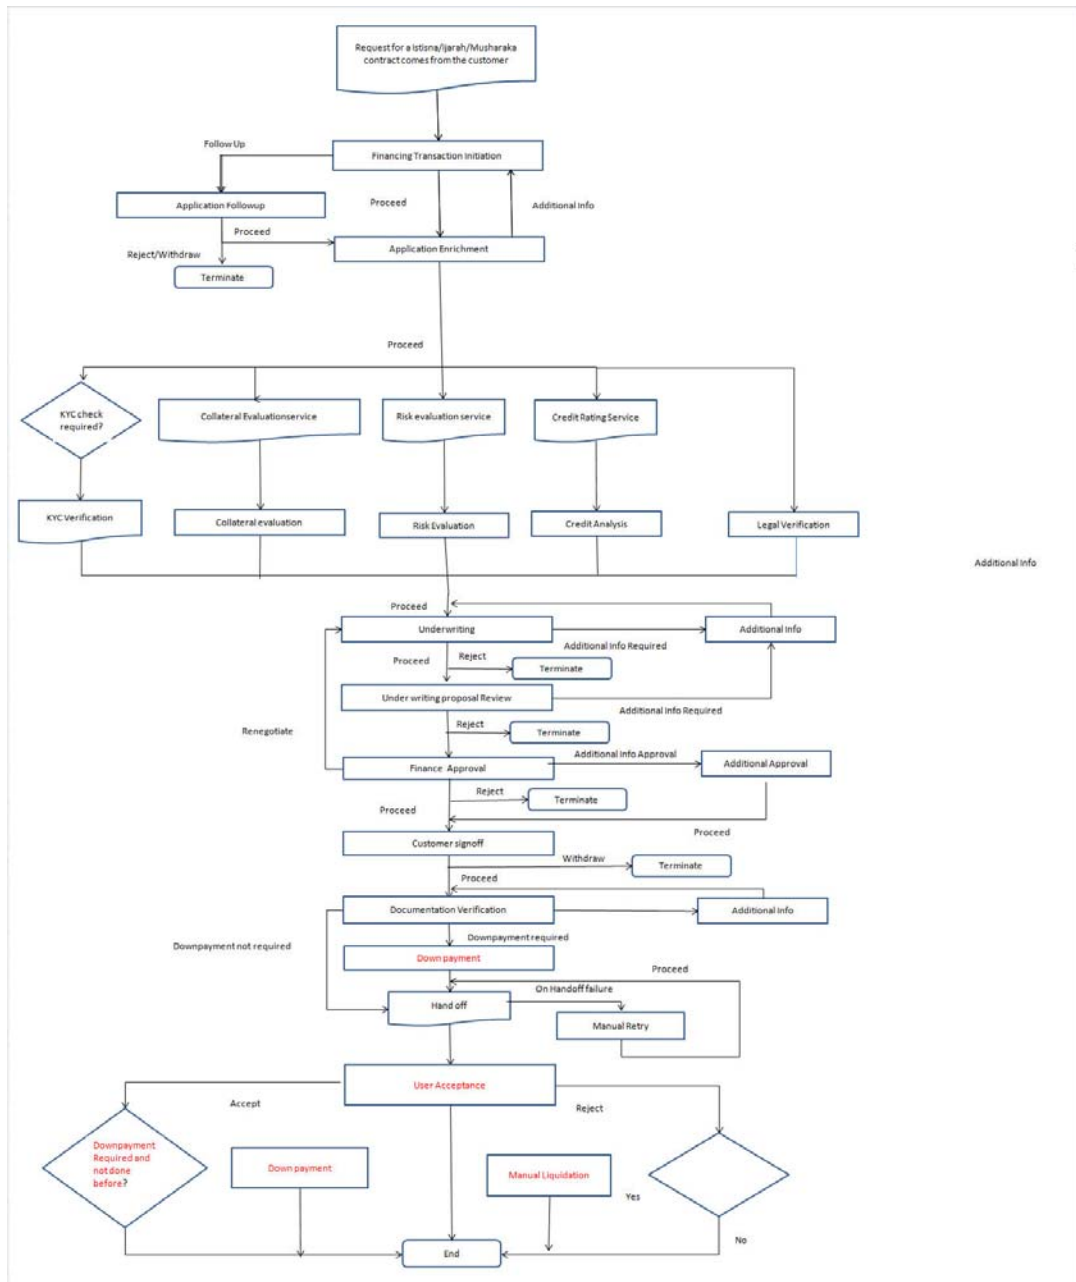 Request for a Istisna/Ijarah/Musharaka
contract comes from the customer
Follow Up
Financing Transaction Initiation
Application Followup
Proceed
Additional Info
Proceed
Application Enrichment
Reject/Withdraw
Terminate
Proceed
KYC check
required?
Collateral Evaluationservice
Risk evaluation service
Credit Rating Service
KYC Verification
Collateral evaluation
Risk Evaluation
Credit Analysis
Legal Verification
Additional Info
Proceed
Underwriting
Additional Info
Additional Info Required
Proceed
Reject
Terminate
Under writing proposal Review
Additional Info Required
Renegotiate
Reject
Terminate
Additional Info Approval
Finance Approval
Additional Approval
Reject
Terminate
Proceed
Proceed
Customer signoff
Withdraw
Terminate
Proceed
Documentation Verification
Additional Info
Downpayment not required
Downpayment required
Down payment
Proceed
On Handoff failure
Hand off
Manual Retry
User Acceptance
Accept
Reject
Downpayment
Required and
not done
before?
Down payment
Manual Liquidation
Yes
No
End